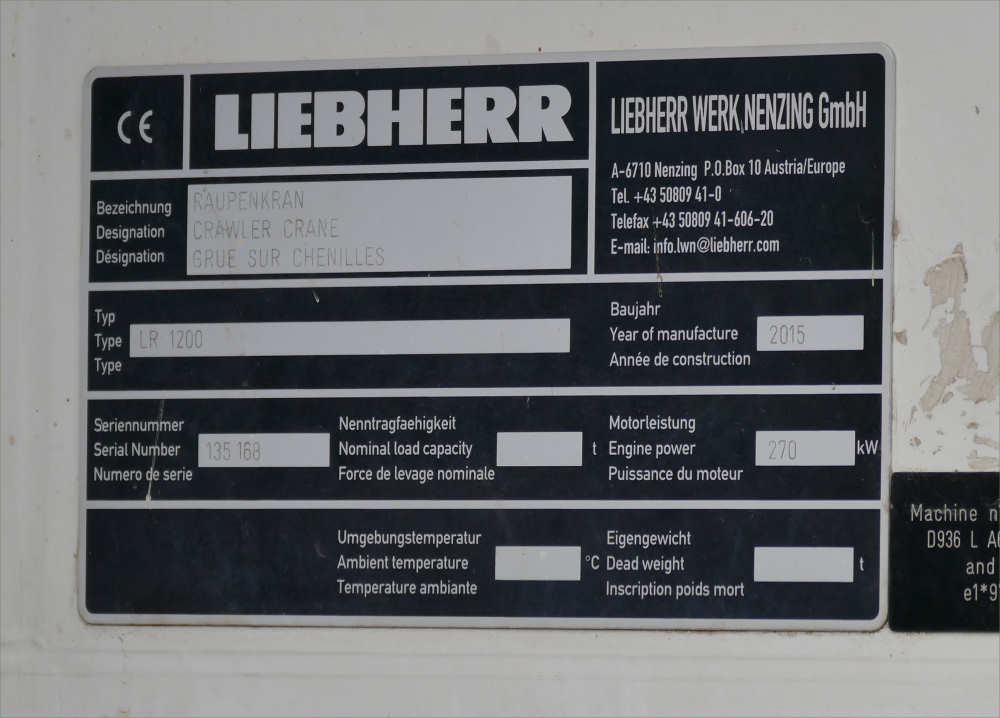 CE
LIEBHERR
LIEBHERR WERK NENZING GmbH
A-6710 Nenzing P.O.Box 10 Austria/Europe
Tel. +43 50809 41-0
Telefax +43 50809 41-606-20
E-mail: info.lwn@liebherr.com
Bezeichnung
Designation
Désignation
RAUPENKRAN
CRAWLER CRANE
GRUE SUR CHENILLES
Typ
Type LR 1200
Type
Baujahr
Year of manufacture 2015
Année de construction
Seriennummer
Serial Number 135 168
Numero de serie
Nenntragfaehigkeit
Nominal load capacity t
Force de levage nominale
Motorleistung
Engine power 270 kW
Puissance du moteur
Umgebungstemperatur
Ambient temperature °C
Temperature ambiante
Eigengewicht
Dead weight t
Inscription poids mort
Machine
D936 L
and